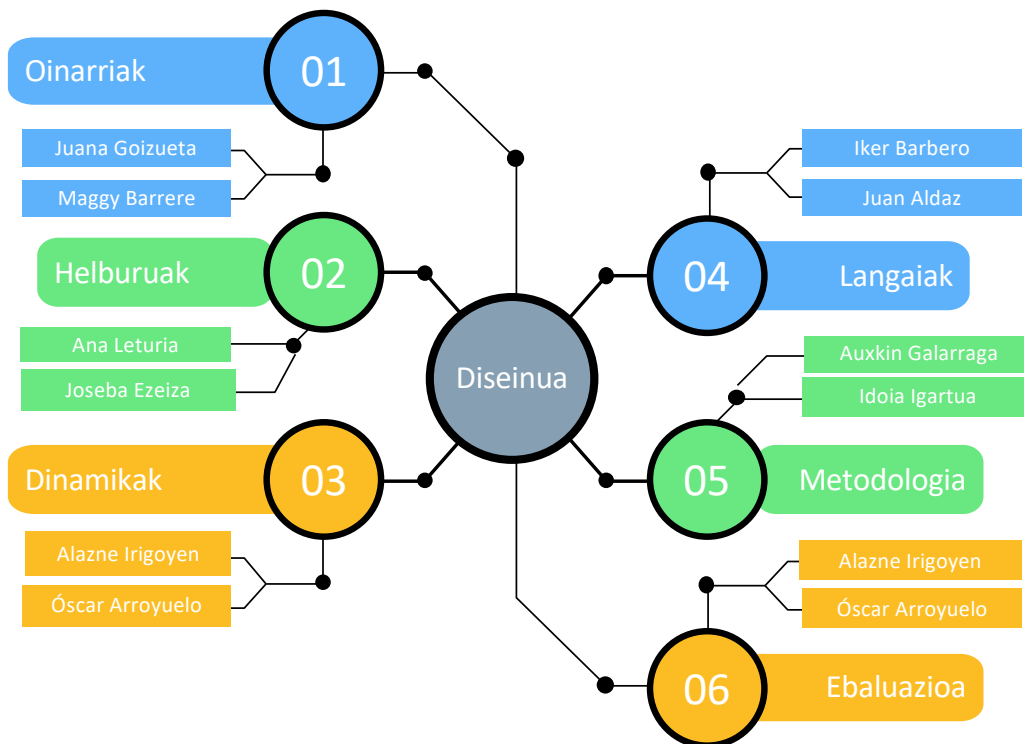 Oinarriak
01
Juana Goizueta
Maggy Barrere
Helburuak
02
Ana Leturia
Joseba Ezeiza
Dinamikak
03
Alazne Irigoyen
Óscar Arroyuelo
Diseinua
Iker Barbero
Juan Aldaz
04
Langaiak
Auxkin Galarraga
Idoia Igartua
05
Metodologia
Alazne Irigoyen
Óscar Arroyuelo
06
Ebaluazioa